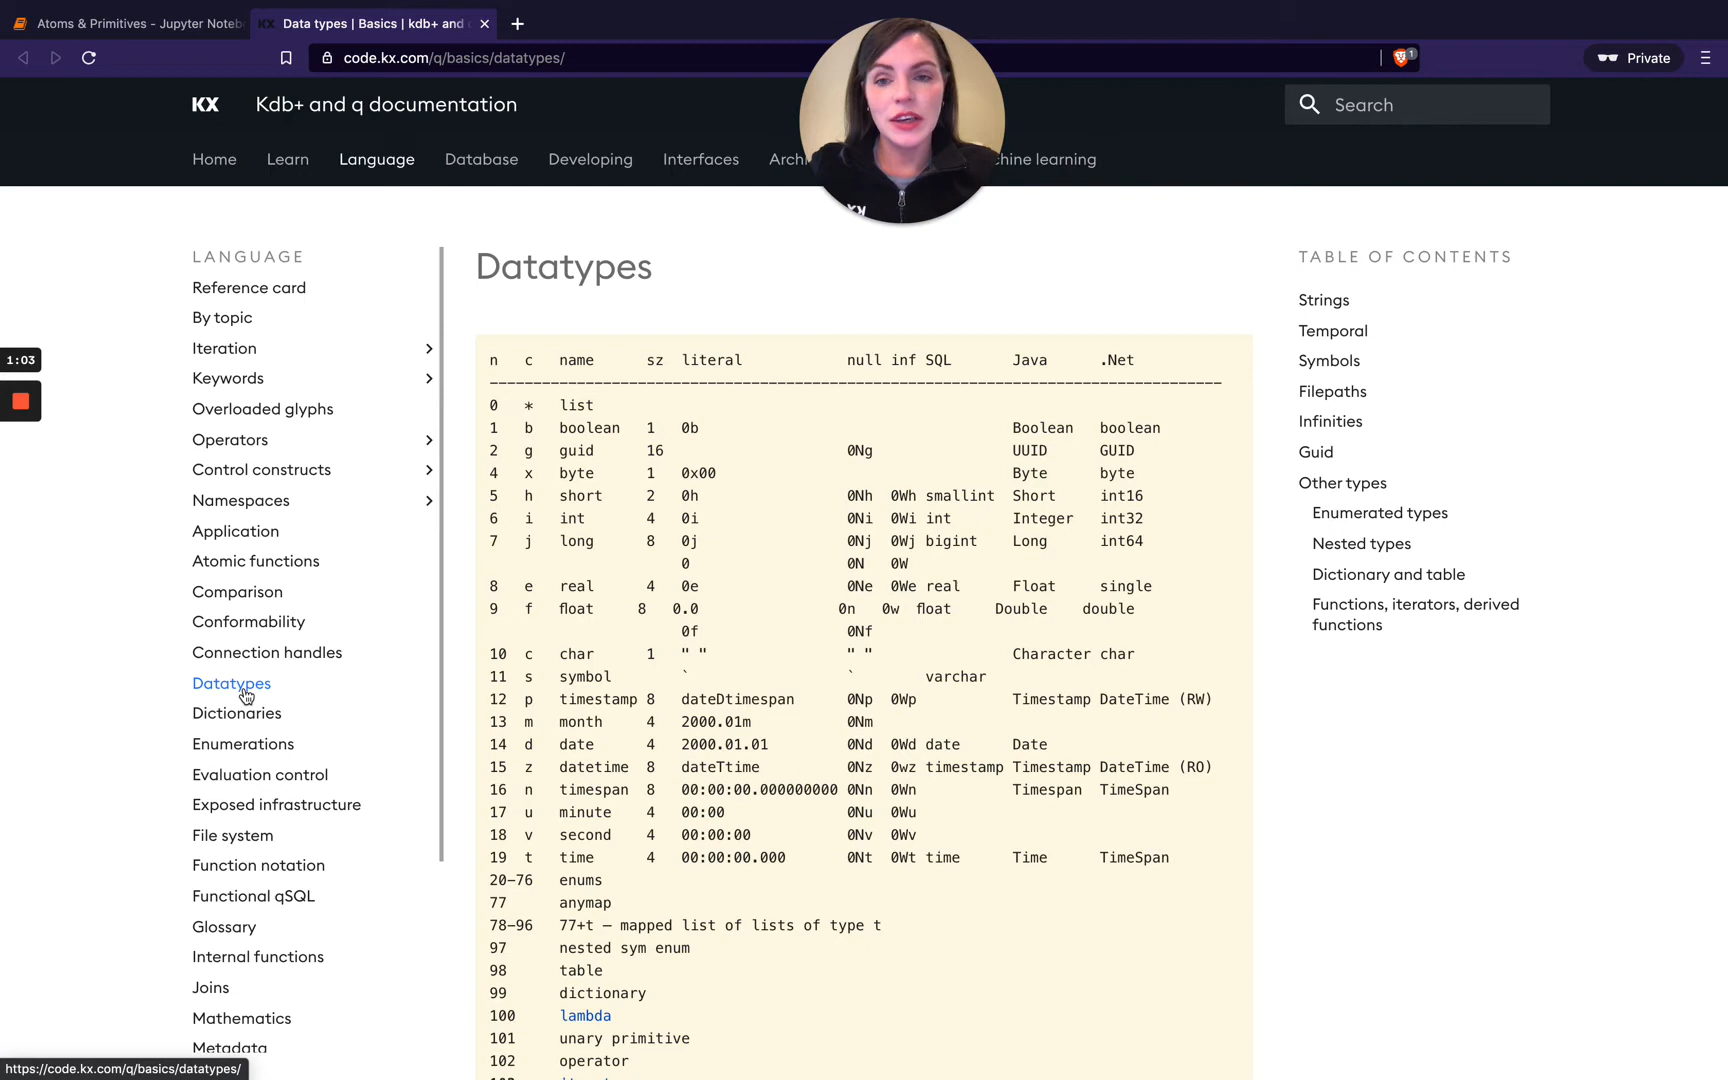 Atoms & Primitives - Jupyter Noteb
Data types | Basics | kdb+ and
code.kx.com/q/basics/datatypes/
1
Private
KX Kdb+ and q documentation
Search
Home Learn Language Database Developing Interfaces Archi chine learning
KX
LANGUAGE
Reference card
By topic
Iteration
Keywords
Overloaded glyphs
Operators
Control constructs
Namespaces
Application
Atomic functions
Comparison
Conformability
Connection handles
Datatypes
Dictionaries
Enumerations
Evaluation control
Exposed infrastructure
File system
Function notation
Functional qSQL
Glossary
Internal functions
Joins
Mathematics
Metadata
1:03
https://code.kx.com/q/basics/datatypes/
Datatypes
n c name sz literal null inf SQL Java .Net
--------------------------------------------------------------------------------
0 * list
1 b boolean 1 0b Boolean boolean
2 g guid 16 0Ng UUID GUID
4 x byte 1 0x00 Byte byte
5 h short 2 0h 0Nh 0Wh smallint Short int16
6 i int 4 0i 0Ni 0Wi int Integer int32
7 j long 8 0j 0Nj 0Wj bigint Long int64
0 0N 0W
8 e real 4 0e 0Ne 0We real Float single
9 f float 8 0.0 0n 0w float Double double
0f 0Nf
10 c char 1 " " " " Character char
11 s symbol ` ` varchar
12 p timestamp 8 dateDtimespan 0Np 0Wp Timestamp DateTime (RW)
13 m month 4 2000.01m 0Nm
14 d date 4 2000.01.01 0Nd 0Wd date Date
15 z datetime 8 dateTtime 0Nz 0wz timestamp Timestamp DateTime (RO)
16 n timespan 8 00:00:00.000000000 0Nn 0Wn Timespan TimeSpan
17 u minute 4 00:00 0Nu 0Wu
18 v second 4 00:00:00 0Nv 0Wv
19 t time 4 00:00:00.000 0Nt 0Wt time Time TimeSpan
20-76 enums
77 anymap
78-96 77+t – mapped list of lists of type t
97 nested sym enum
98 table
99 dictionary
100 lambda
101 unary primitive
102 operator
TABLE OF CONTENTS
Strings
Temporal
Symbols
Filepaths
Infinities
Guid
Other types
Enumerated types
Nested types
Dictionary and table
Functions, iterators, derived
functions